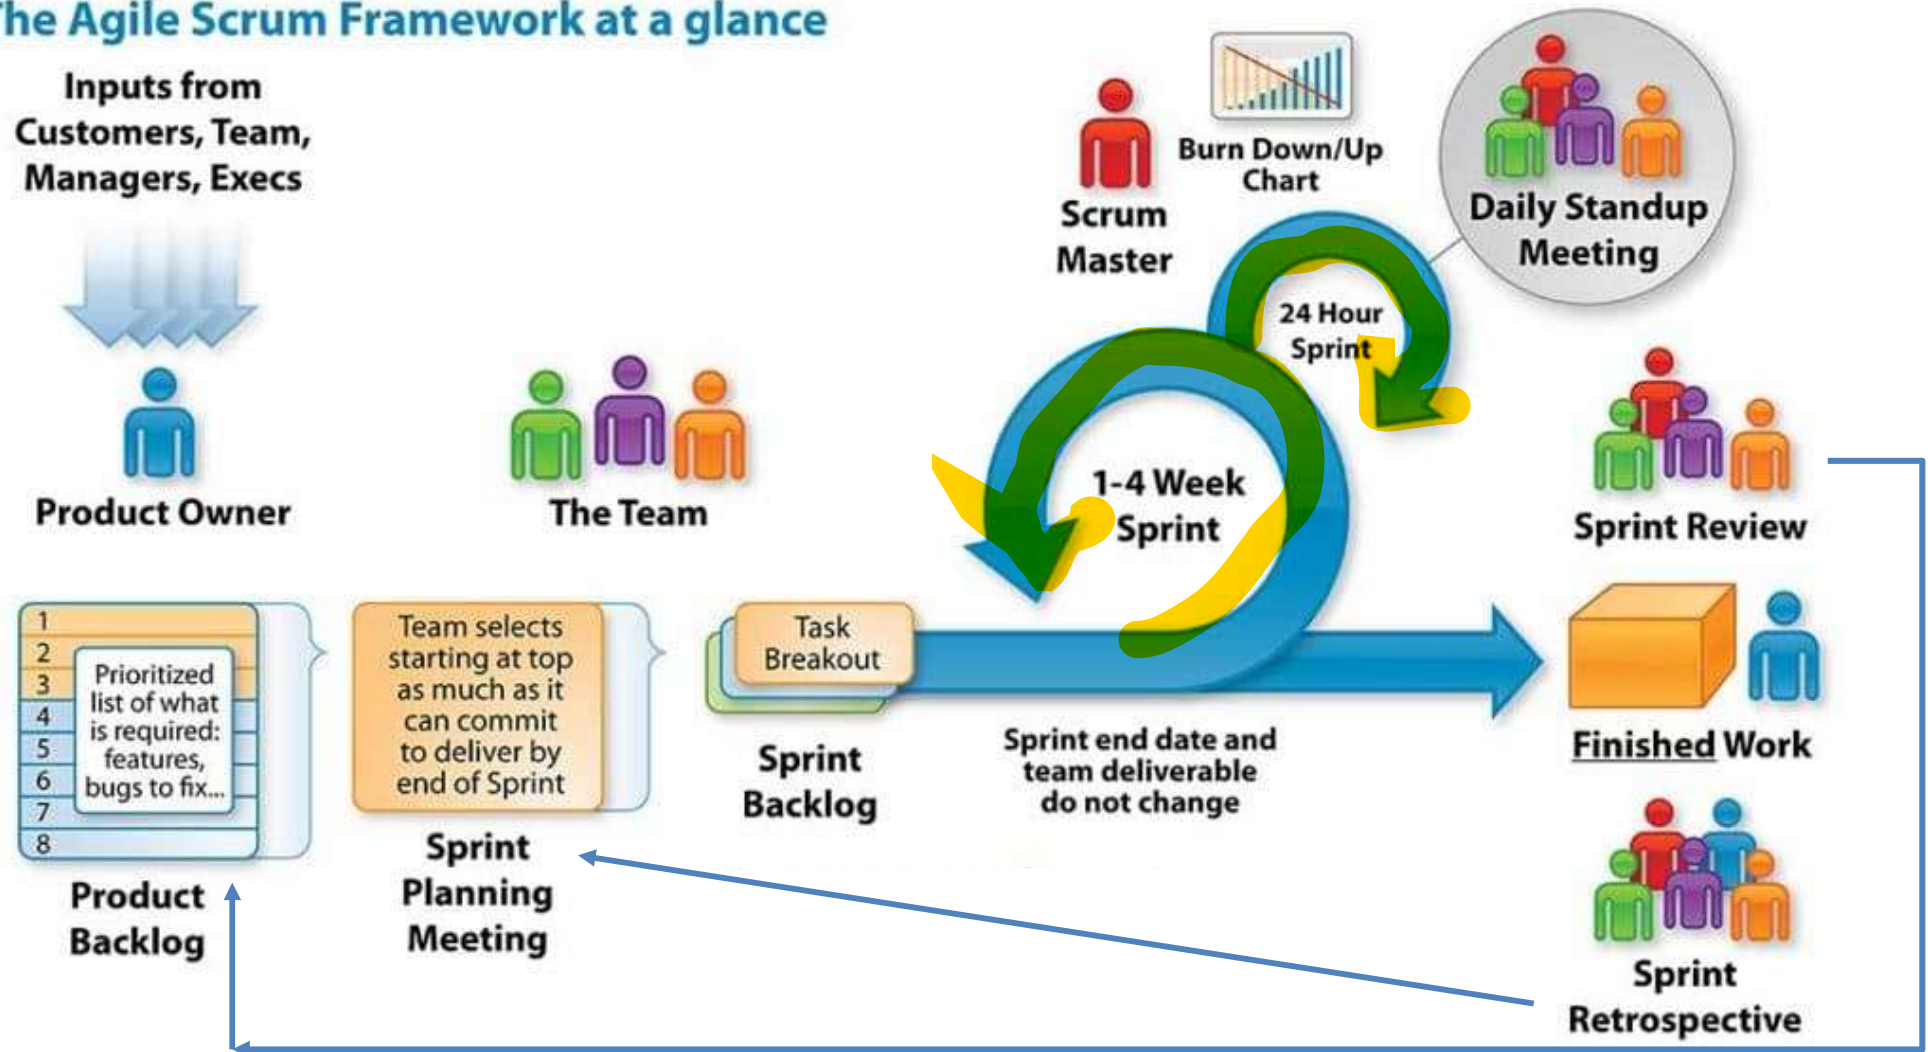 The Agile Scrum Framework at a glance
Inputs from
Customers, Team,
Managers, Execs
Product Owner
The Team
Scrum
Master
Burn Down/Up
Chart
Daily Standup
Meeting
24 Hour
Sprint
1-4 Week
Sprint
Sprint Review
1
2
3
4
5
6
7
8
Prioritized
list of what
is required:
features,
bugs to fix...
Product
Backlog
Team selects
starting at top
as much as it
can commit
to deliver by
end of Sprint
Sprint
Planning
Meeting
Task
Breakout
Sprint
Backlog
Sprint end date and
team deliverable
do not change
Finished Work
Sprint
Retrospective